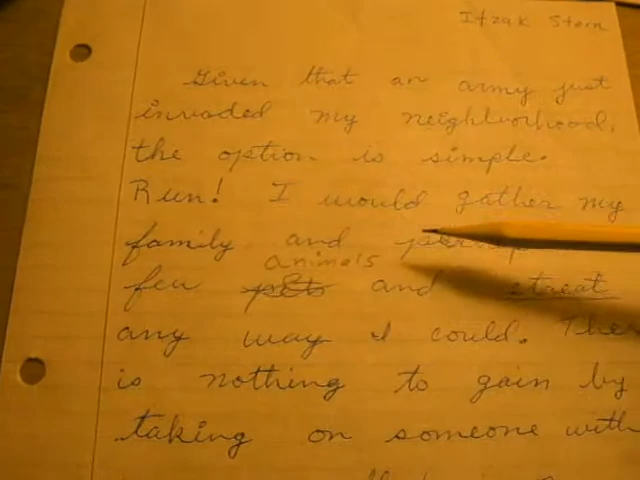 Itzak Stern
Given that an army just
invaded my neighborhood,
the option is simple.
Run! I would gather my
family and
animals
few pets and etreat
any way I could.
is nothing to gain by
taking on someone with